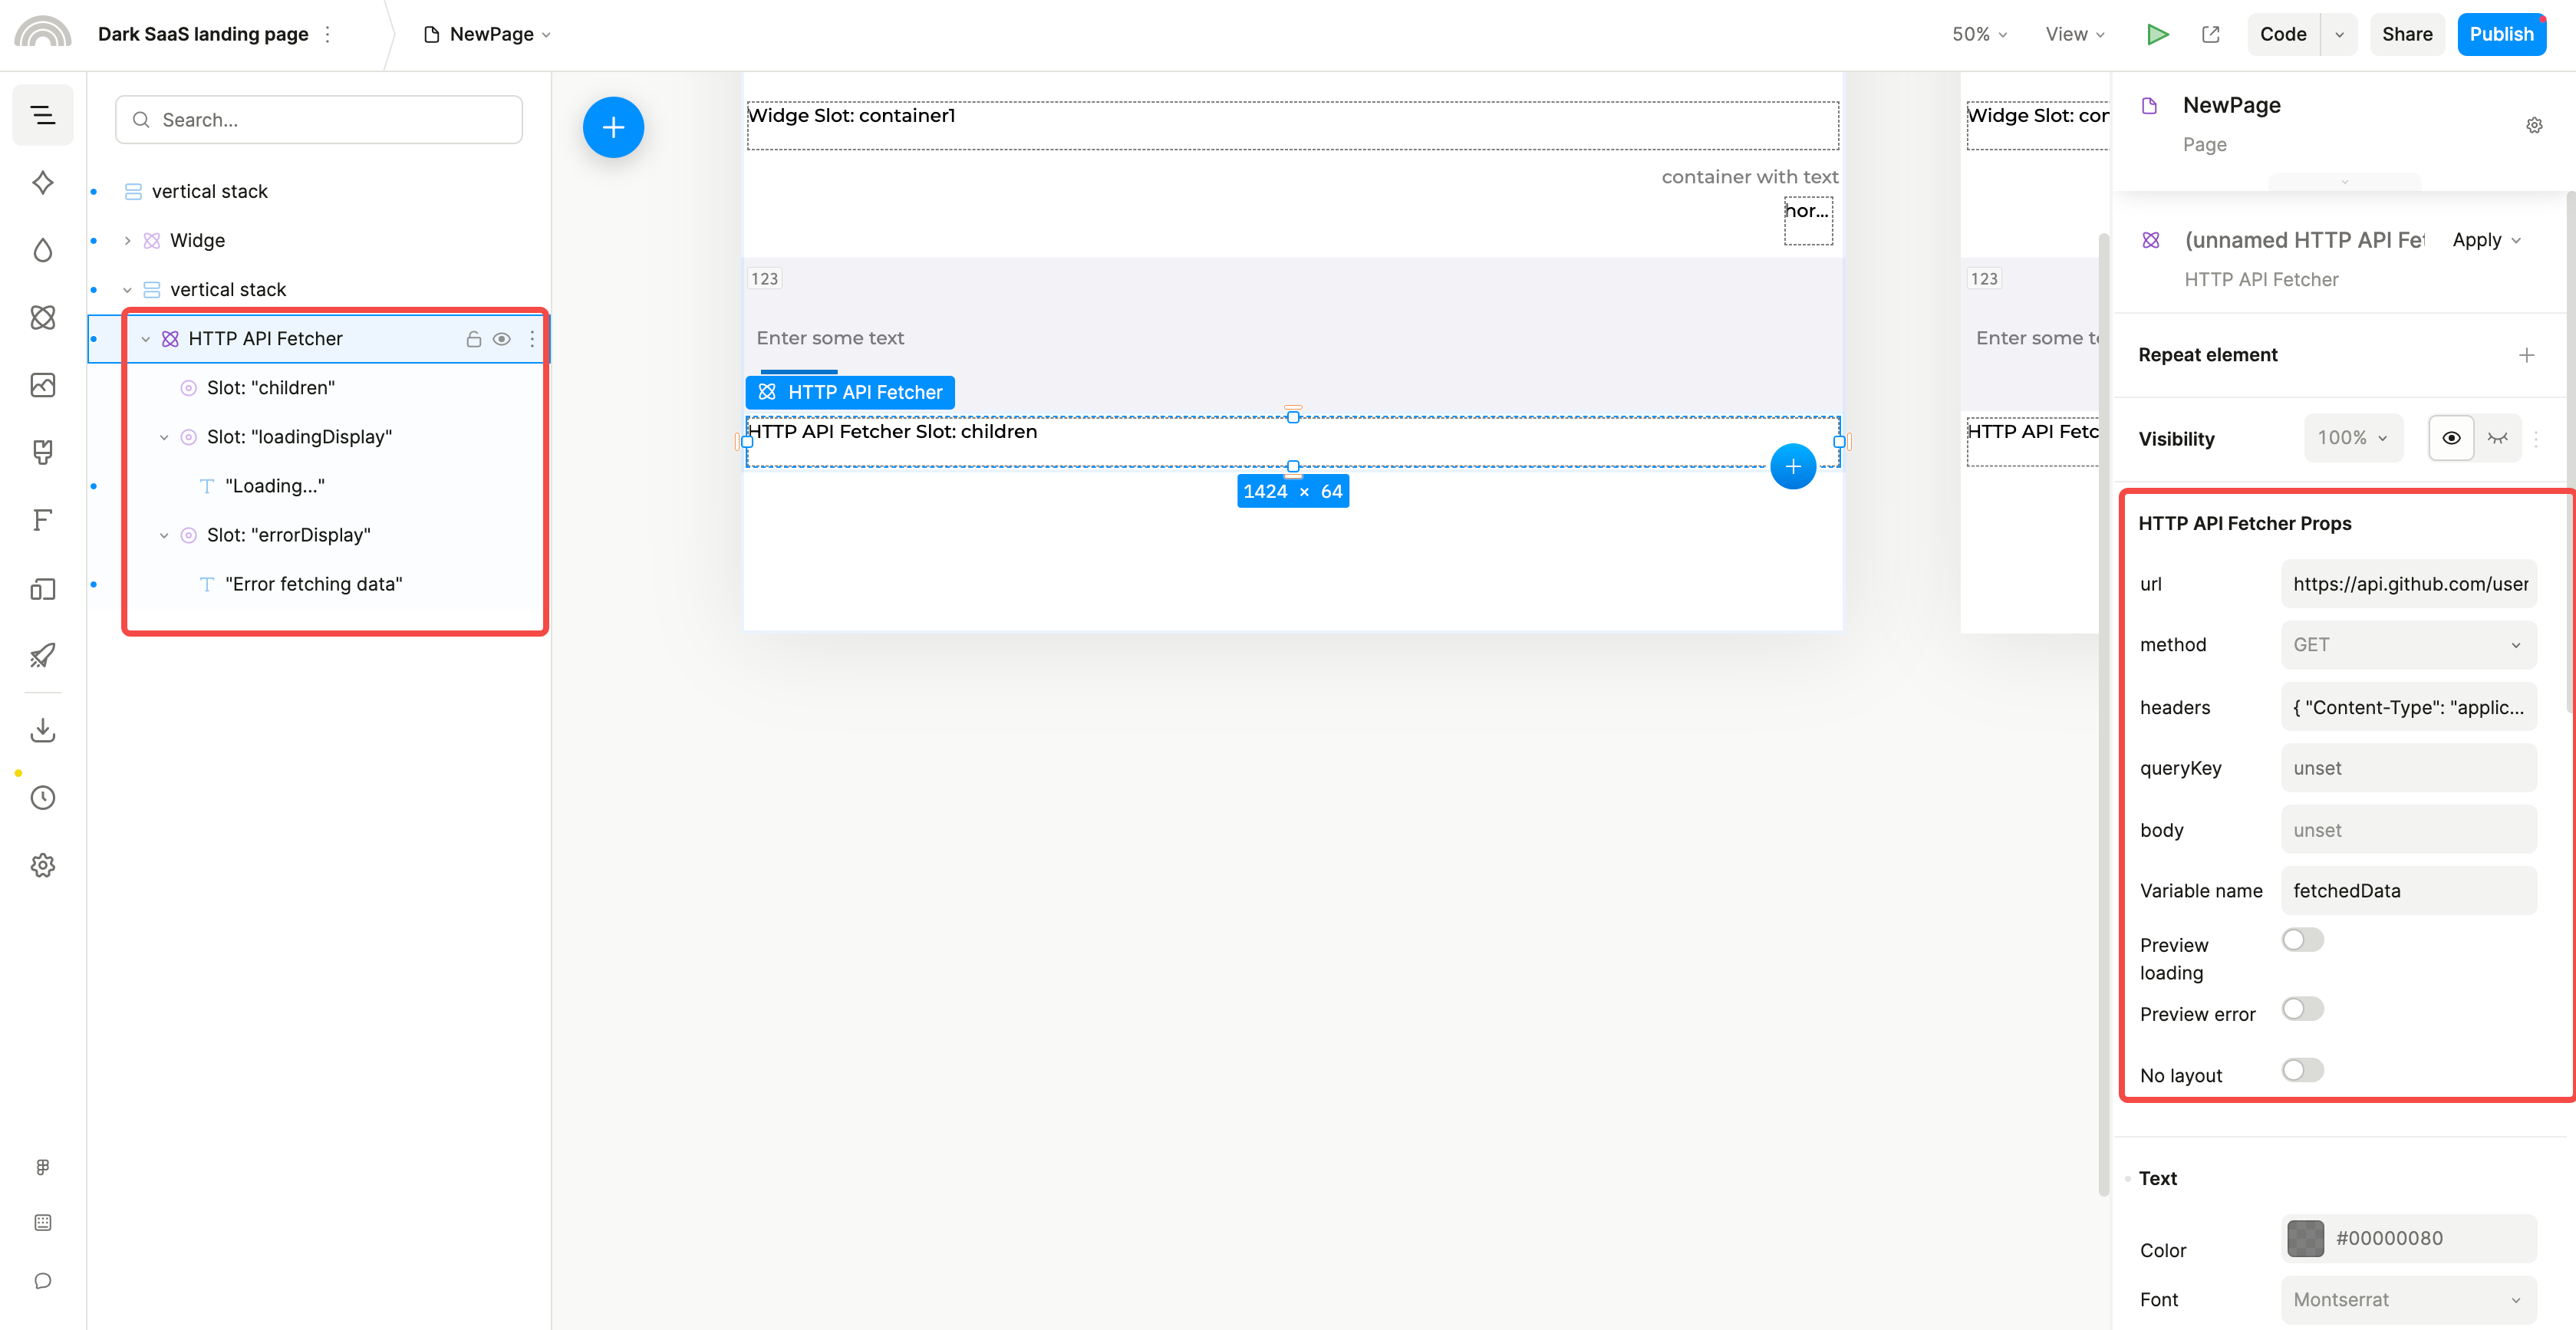 Dark SaaS landing page
NewPage
50%
View
Code
Share
Publish
Search...
vertical stack
Widge
vertical stack
HTTP API Fetcher
Slot: "children"
Slot: "loadingDisplay"
"Loading..."
Slot: "errorDisplay"
"Error fetching data"
Widget Slot: container1
container with text
hor...
123
Enter some text
HTTP API Fetcher
HTTP API Fetcher Slot: children
1424 × 64
Widget Slot: cor
123
Enter some te
HTTP API Fetc
NewPage
Page
(unnamed HTTP API Fet
Apply
HTTP API Fetcher
Repeat element
Visibility
100%
HTTP API Fetcher Props
url
https://api.github.com/user
method
GET
headers
{ "Content-Type": "applic...
queryKey
unset
body
unset
Variable name
fetchedData
Preview
loading
Preview error
No layout
Text
Color
#00000080
Font
Montserrat